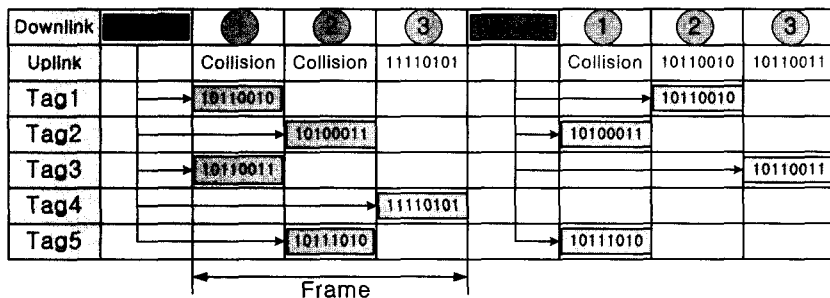 Downlink 1 2 3 1 2 3
Uplink Collision Collision 11110101 Collision 10110010 10110011
Tag1 10110010 10110010
Tag2 10100011 10100011
Tag3 10110011 10110011
Tag4 11110101
Tag5 10111010 10111010
Frame